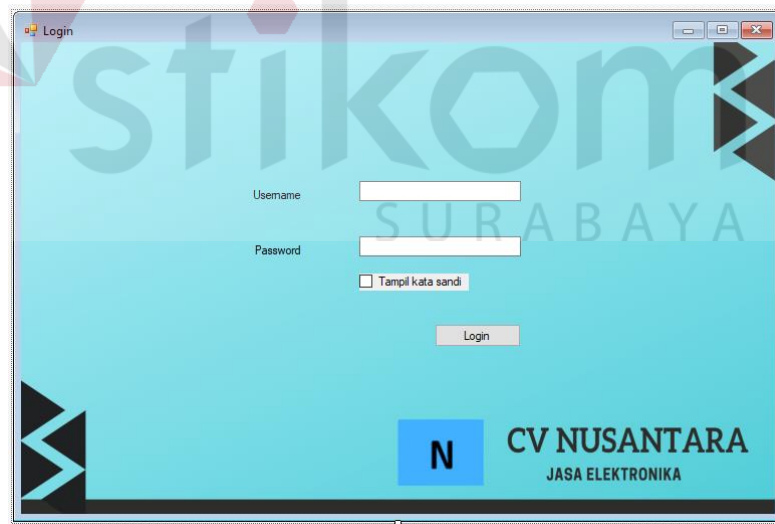 Login
stikom
SURABAYA
Username
Password
Tampil kata sandi
Login
N
CV NUSANTARA
JASA ELEKTRONIKA